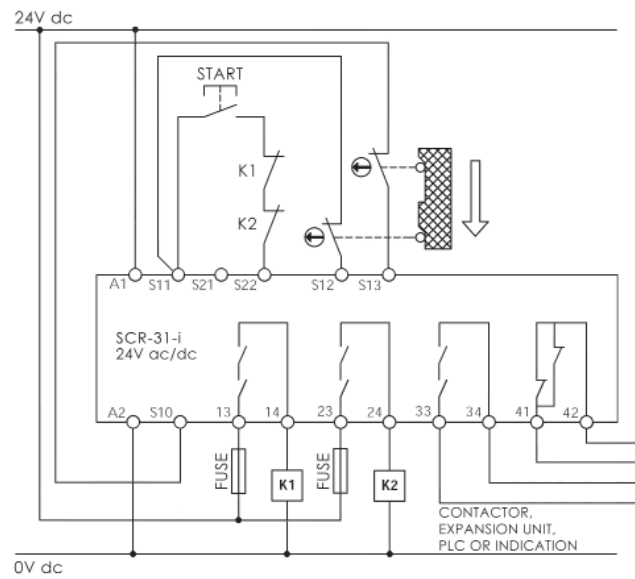 24V dc
START
K1
K2
A1 S11 S21 S22 S12 S13
SCR-31-i
24V ac/dc
A2 S10 13 14 23 24 33 34 41 42
FUSE
K1
FUSE
K2
CONTACTOR,
EXPANSION UNIT,
PLC OR INDICATION
0V dc